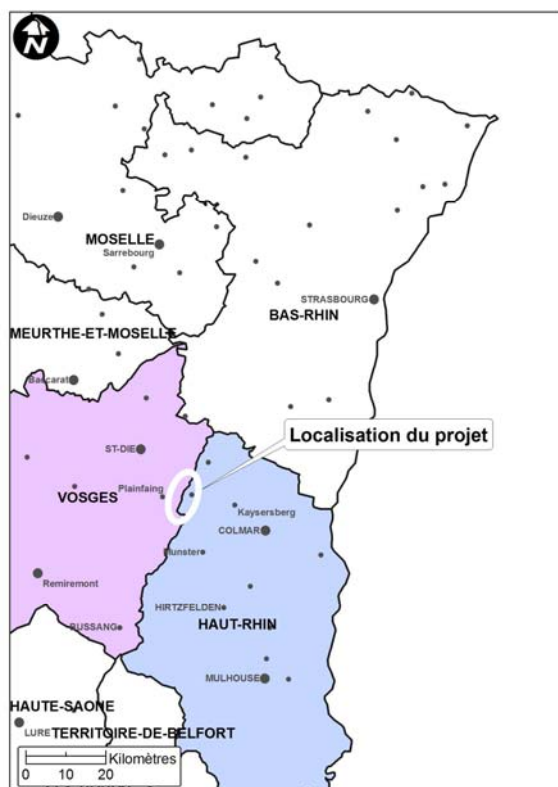 N
Dieuze
MOSELLE
Sarrebourg
STRASBOURG
BAS-RHIN
MEURTHE-ET-MOSELLE
Baccarat
Localisation du projet
ST-DIE
Plainfaing
VOSGES
Kaysersberg
COLMAR
Munster
Remiremont
HIRTZFELDEN
HAUT-RHIN
RUSSANG
MULHOUSE
HAUTE-SAONE
LURE
TERRITOIRE-DE-BELFORT
Kilomètres
0 10 20